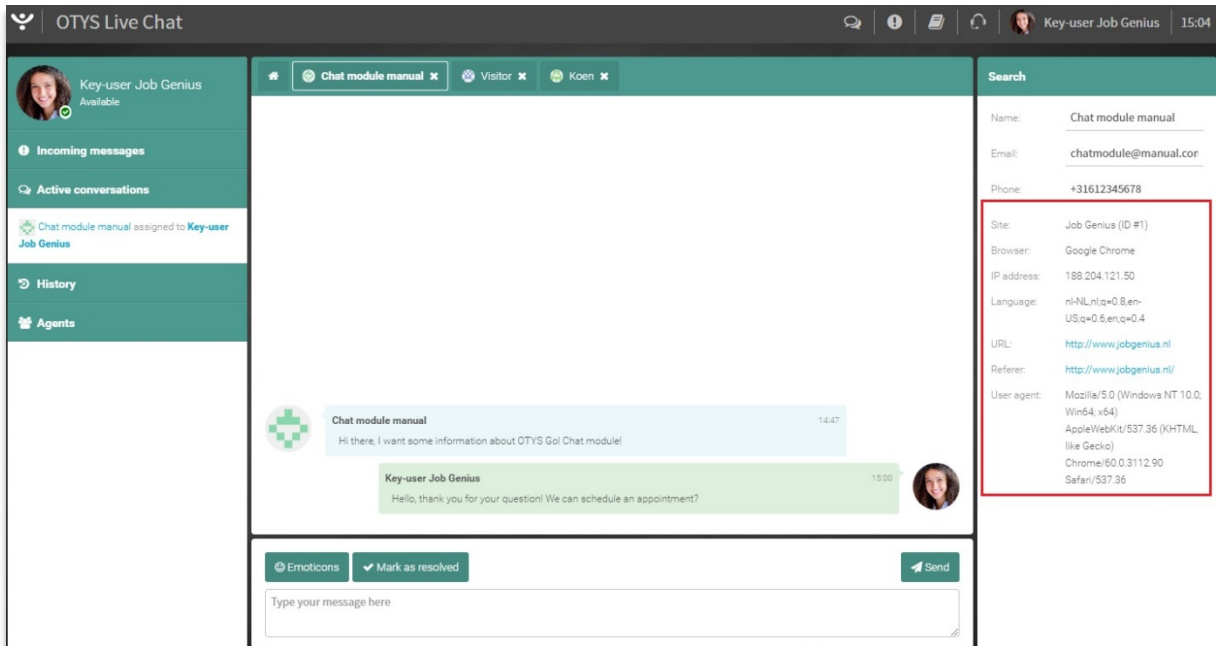 OTYS Live Chat
Key-user Job Genius
15:04
Key-user Job Genius
Available
Incoming messages
Active conversations
Chat module manual assigned to Key-user
Job Genius
History
Agents
Chat module manual
Visitor
Koen
Chat module manual
14:47
Hi there, I want some information about OTYS Go! Chat module!
Key-user Job Genius
15:00
Hello, thank you for your question! We can schedule an appointment?
Emoticons
Mark as resolved
Send
Type your message here
Search
Name: Chat module manual
Email: chatmodule@manual.con
Phone: +31612345678
Site: Job Genius (ID #1)
Browser: Google Chrome
IP address: 188.204.121.50
Language: nl-NL,nl;q=0.8,en-
US;q=0.6,en;q=0.4
URL: http://www.jobgenius.nl
Referer: http://www.jobgenius.nl/
User agent: Mozilla/5.0 (Windows NT 10.0;
Win64; x64)
AppleWebKit/537.36 (KHTML,
like Gecko)
Chrome/60.0.3112.90
Safari/537.36